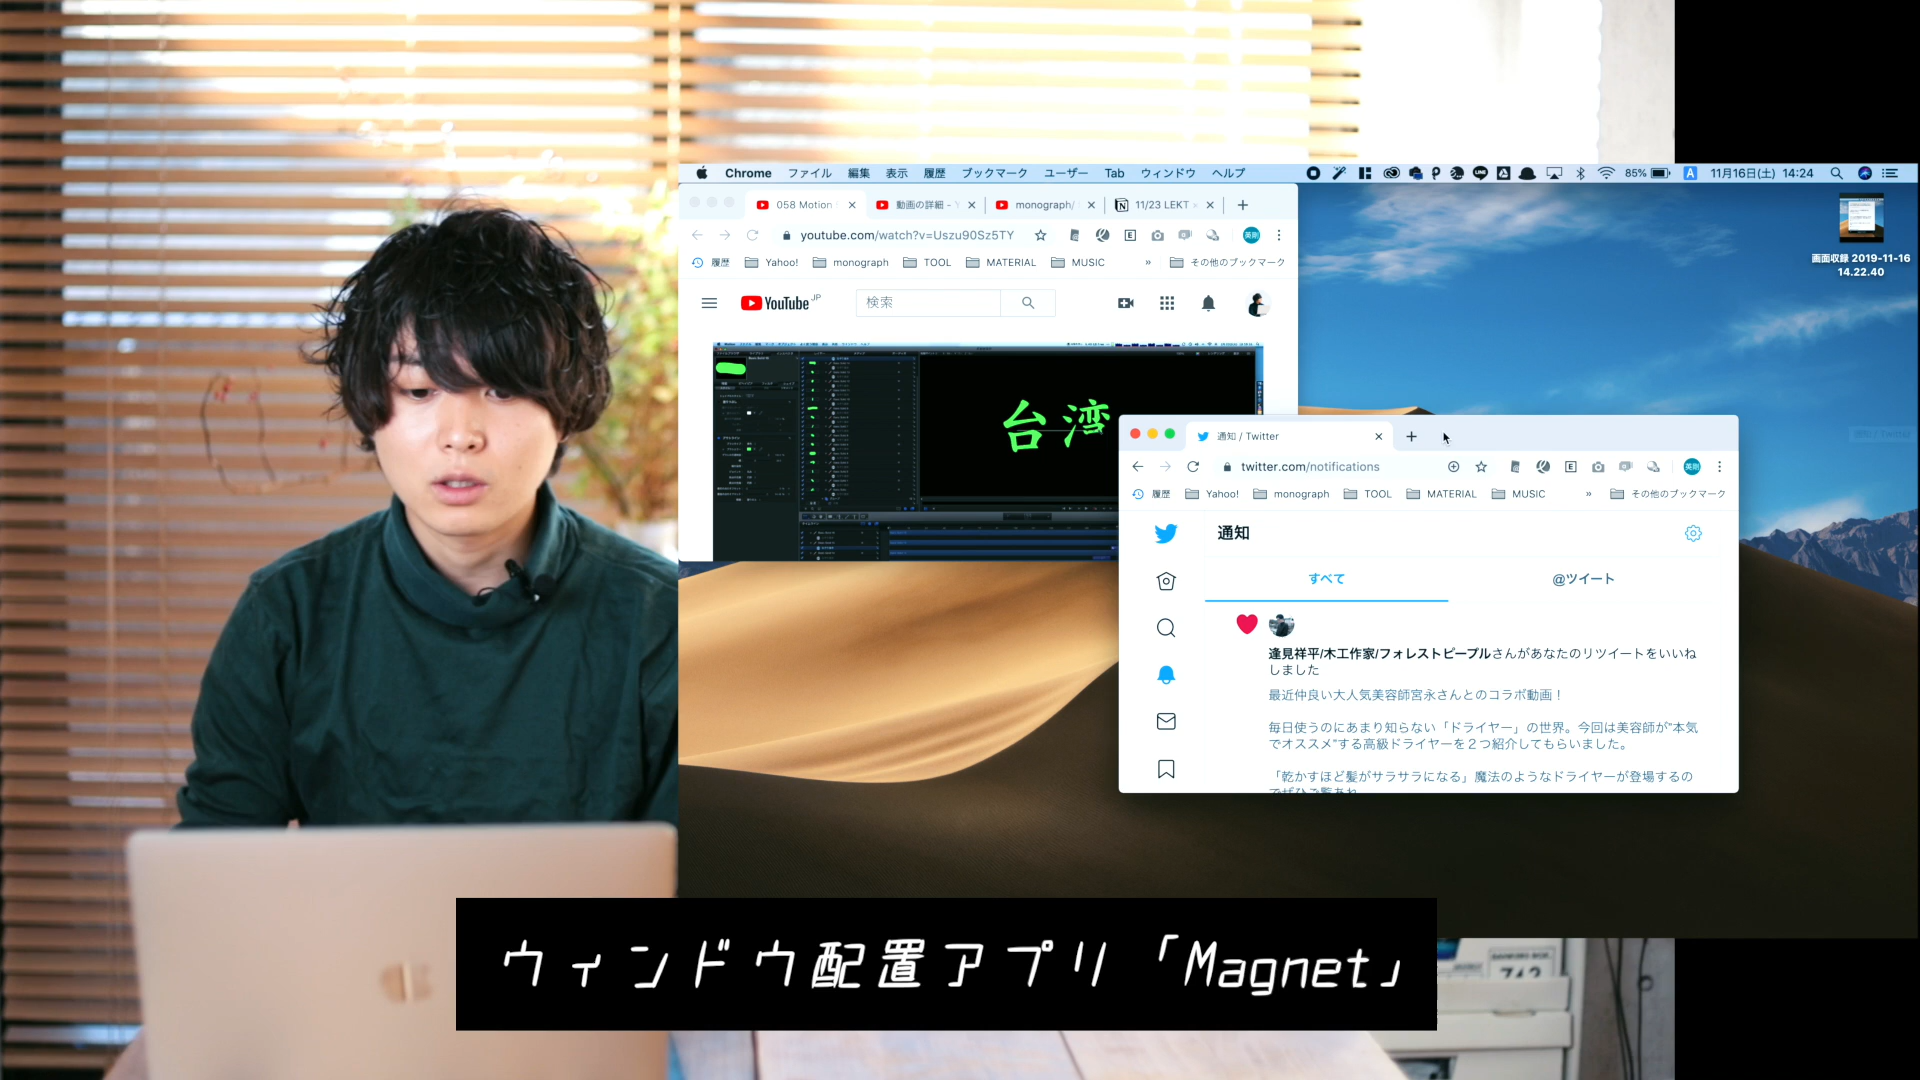 Chrome ファイル 編集 表示 履歴 ブックマーク ユーザー Tab ウィンドウ ヘルプ
85% A 11月16日(土) 14:24
058 Motion 動画の詳細 - Y monograph/ 11/23 LEKT
youtube.com/watch?v=Uszu90Sz5TY
履歴 Yahoo! monograph TOOL MATERIAL MUSIC » その他のブックマーク
YouTube JP
検索
台湾
画面収録 2019-11-16
14.22.40
通知 / Twitter
twitter.com/notifications
履歴 Yahoo! monograph TOOL MATERIAL MUSIC » その他のブックマーク
通知
すべて @ツイート
逢見祥平/木工作家/フォレストピープルさんがあなたのリツイートをいいね
しました
最近仲良い大人気美容師宮永さんとのコラボ動画！
毎日使うのにあまり知らない「ドライヤー」の世界。今回は美容師が"本気
でオススメ"する高級ドライヤーを２つ紹介してもらいました。
「乾かすほど髪がサラサラになる」魔法のようなドライヤーが登場するの
でぜひご覧あれ
ウィンドウ配置アプリ「Magnet」